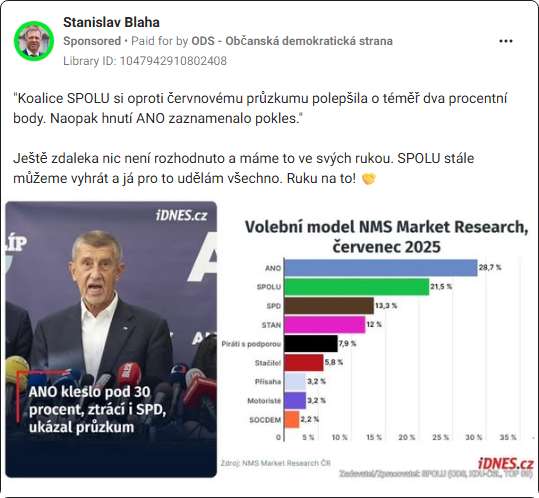 Stanislav Blaha
Sponsored • Paid for by ODS - Občanská demokratická strana
Library ID: 1047942910802408
"Koalice SPOLU si oproti červnovému průzkumu polepšila o téměř dva procentní
body. Naopak hnutí ANO zaznamenalo pokles."
Ještě zdaleka nic není rozhodnuto a máme to ve svých rukou. SPOLU stále
můžeme vyhrát a já pro to udělám všechno. Ruku na to! 🤝
iDNES.cz
LÍP
ANO kleslo pod 30
procent, ztrácí i SPD,
ukázal průzkum
Volební model NMS Market Research,
červenec 2025
ANO 28,7 %
SPOLU 21,5 %
SPD 13,3 %
STAN 12 %
Piráti s podporou 7,9 %
Stačilo! 5,8 %
Přísaha 3,2 %
Motoristé 3,2 %
SOCDEM 2,2 %
0 5 % 10 % 15 % 20 % 25 % 30 % 35 %
Zdroj: NMS Market Research ČR
iDNES.cz
Zadavatel/Zpracovatel: SPOLU (ODS, KDU-ČSL, TOP 09)